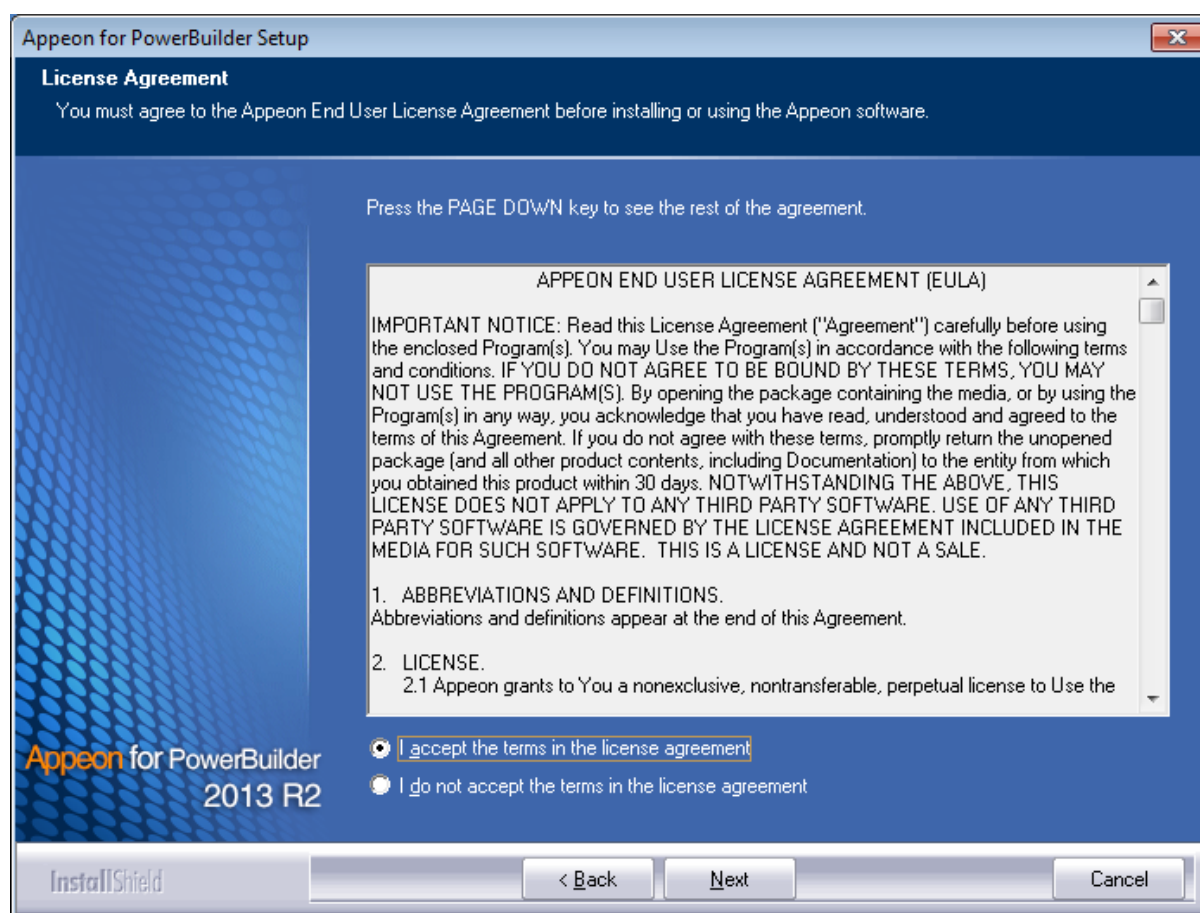 Appeon for PowerBuilder Setup
License Agreement
You must agree to the Appeon End User License Agreement before installing or using the Appeon software.
Press the PAGE DOWN key to see the rest of the agreement.
APPEON END USER LICENSE AGREEMENT (EULA)
IMPORTANT NOTICE: Read this License Agreement ("Agreement") carefully before using
the enclosed Program(s). You may Use the Program(s) in accordance with the following terms
and conditions. IF YOU DO NOT AGREE TO BE BOUND BY THESE TERMS, YOU MAY
NOT USE THE PROGRAM(S). By opening the package containing the media, or by using the
Program(s) in any way, you acknowledge that you have read, understood and agreed to the
terms of this Agreement. If you do not agree with these terms, promptly return the unopened
package (and all other product contents, including Documentation) to the entity from which
you obtained this product within 30 days. NOTWITHSTANDING THE ABOVE, THIS
LICENSE DOES NOT APPLY TO ANY THIRD PARTY SOFTWARE. USE OF ANY THIRD
PARTY SOFTWARE IS GOVERNED BY THE LICENSE AGREEMENT INCLUDED IN THE
MEDIA FOR SUCH SOFTWARE.  THIS IS A LICENSE AND NOT A SALE.
1.   ABBREVIATIONS AND DEFINITIONS.
Abbreviations and definitions appear at the end of this Agreement.
2.   LICENSE.
2.1 Appeon grants to You a nonexclusive, nontransferable, perpetual license to Use the
I accept the terms in the license agreement
I do not accept the terms in the license agreement
Appeon for PowerBuilder
2013 R2
InstallShield
< Back
Next
Cancel